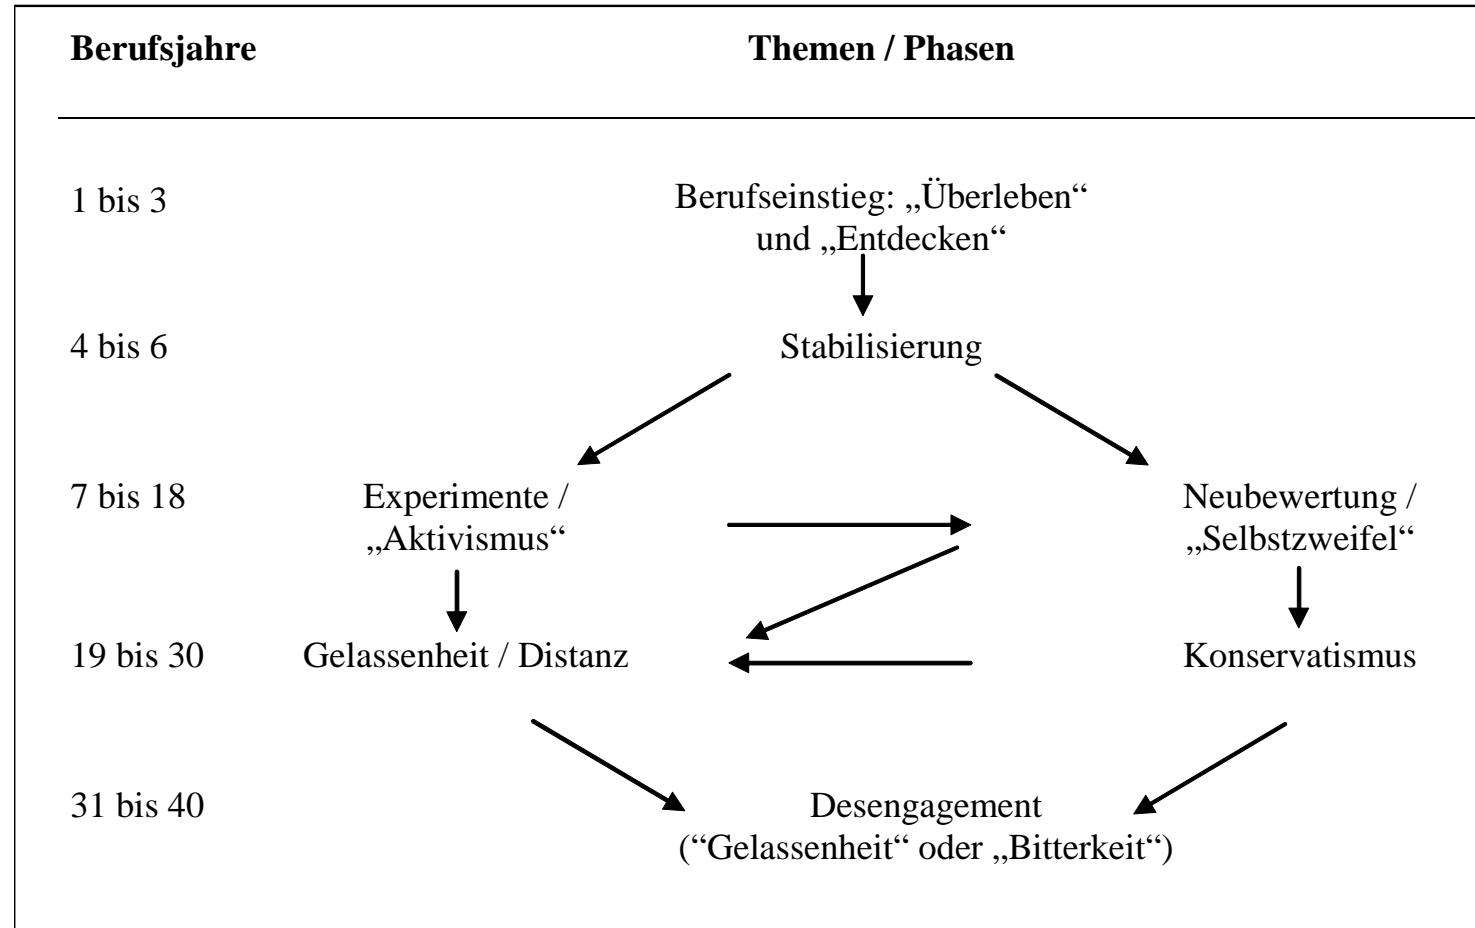 Berufsjahre Themen / Phasen
1 bis 3 Berufseinstieg: „Überleben“
und „Entdecken“
4 bis 6 Stabilisierung
7 bis 18 Experimente / Neubewertung /
„Aktivismus“ „Selbstzweifel“
19 bis 30 Gelassenheit / Distanz Konservatismus
31 bis 40 Desengagement
(“Gelassenheit“ oder „Bitterkeit“)